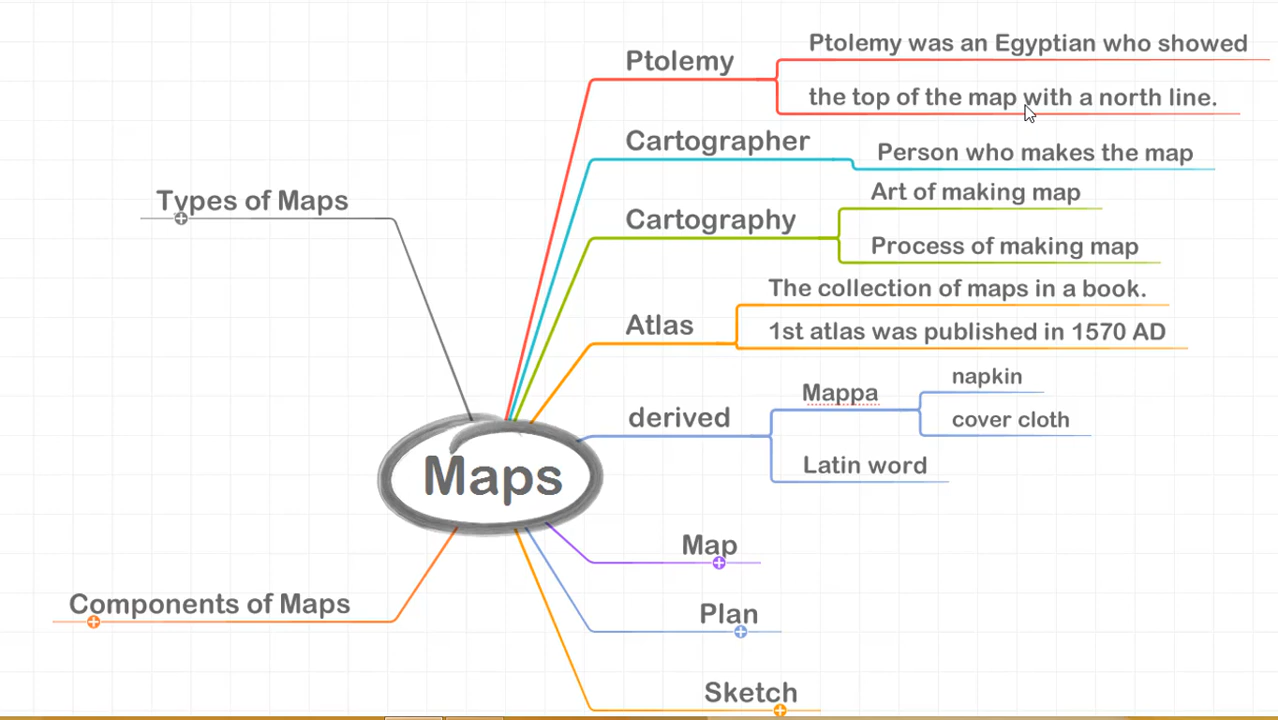 Ptolemy
Ptolemy was an Egyptian who showed
the top of the map with a north line.
Cartographer
Person who makes the map
Cartography
Art of making map
Process of making map
Atlas
The collection of maps in a book.
1st atlas was published in 1570 AD
derived
Mappa
napkin
cover cloth
Latin word
Map
Plan
Sketch
Types of Maps
Maps
Components of Maps